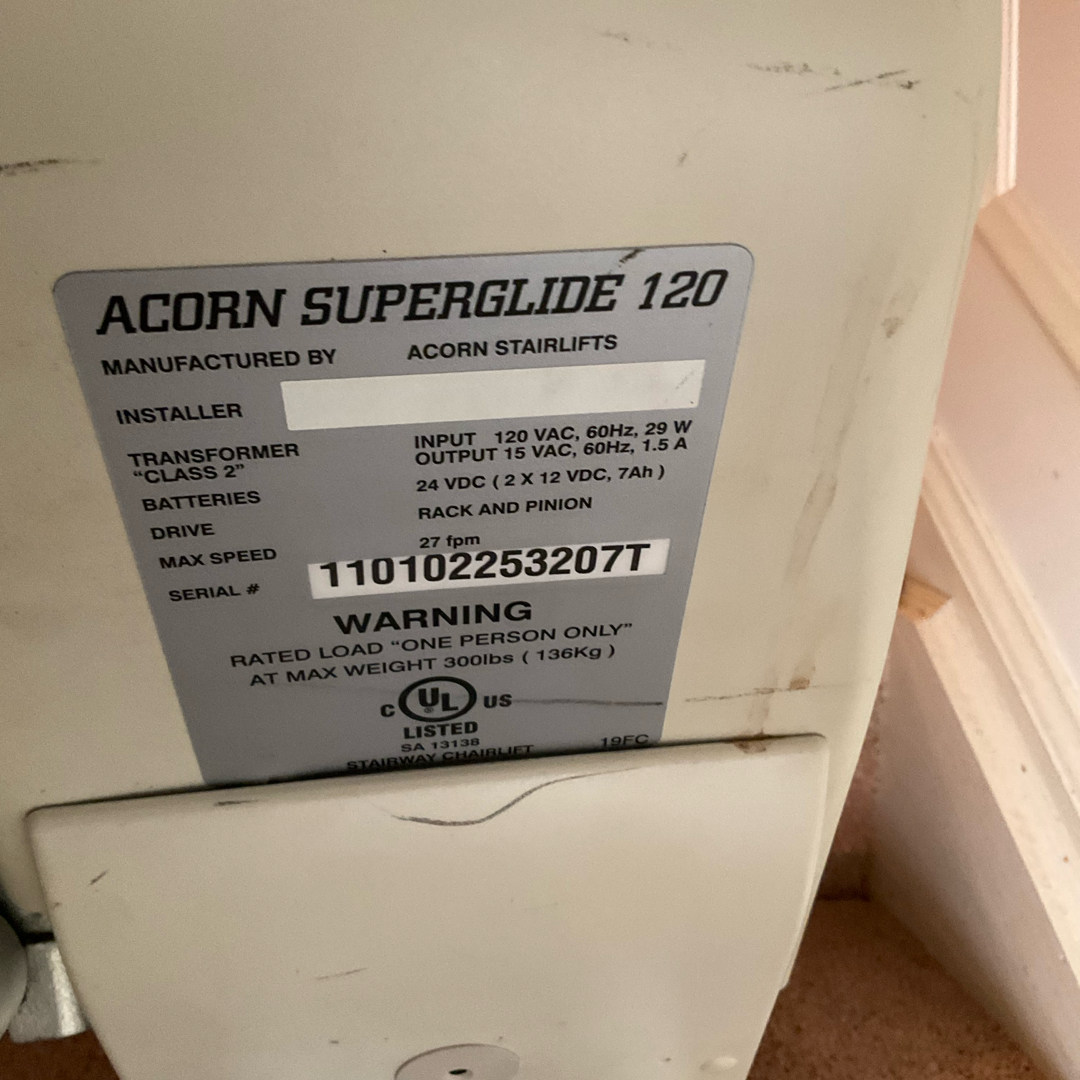 ACORN SUPERGLIDE 120
MANUFACTURED BY ACORN STAIRLIFTS
INSTALLER
TRANSFORMER INPUT 120 VAC, 60Hz, 29 W
“CLASS 2” OUTPUT 15 VAC, 60Hz, 1.5 A
BATTERIES 24 VDC ( 2 X 12 VDC, 7Ah )
DRIVE RACK AND PINION
MAX SPEED 27 fpm
SERIAL # 110102253207T
WARNING
RATED LOAD “ONE PERSON ONLY”
AT MAX WEIGHT 300lbs ( 136Kg )
C UL US
®
LISTED
SA 13138
STAIRWAY CHAIRLIFT 19FC